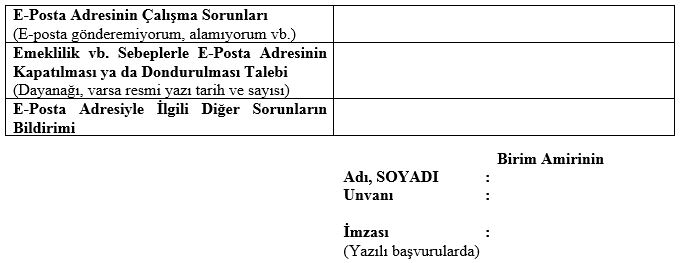 E-Posta Adresinin Çalışma Sorunları
(E-posta gönderemiyorum, alamıyorum vb.)
Emeklilik vb. Sebeplerle E-Posta Adresinin
Kapatılması ya da Dondurulması Talebi
(Dayanağı, varsa resmi yazı tarih ve sayısı)
E-Posta Adresiyle İlgili Diğer Sorunların
Bildirimi
Birim Amirinin
Adı, SOYADI :
Unvanı :
İmzası :
(Yazılı başvurularda)